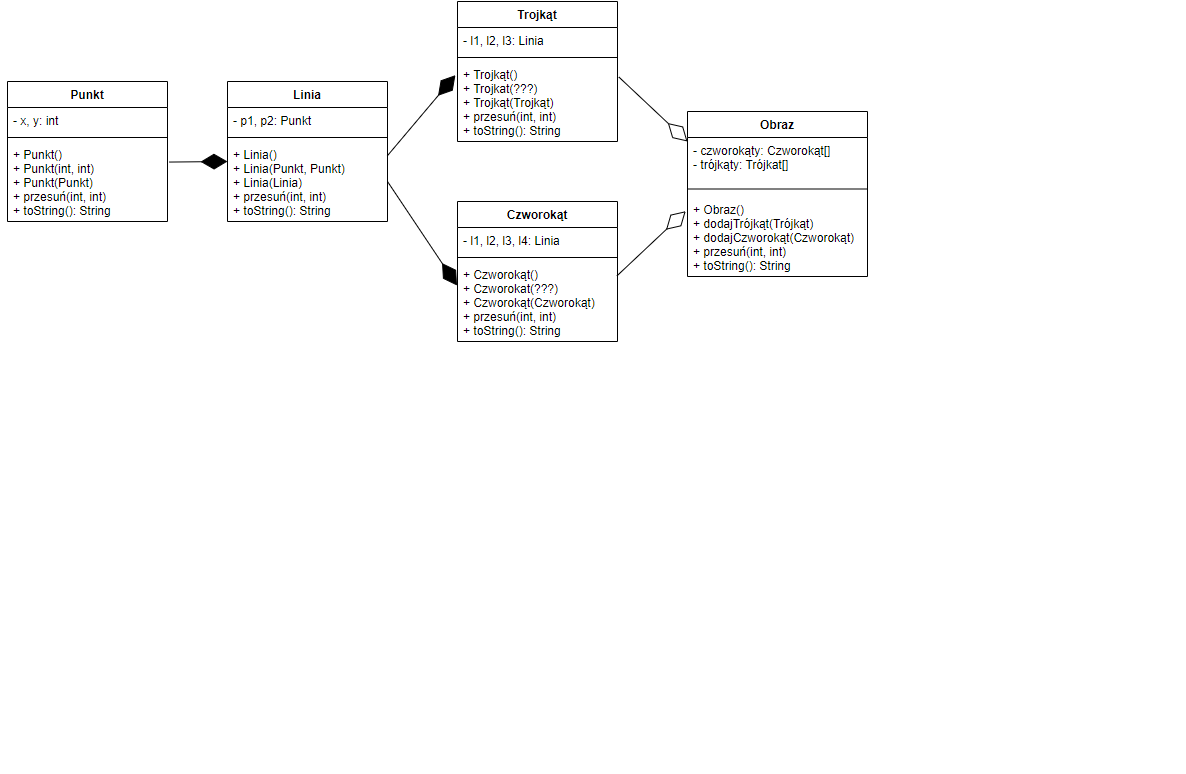 Punkt
- x, y: int
+ Punkt()
+ Punkt(int, int)
+ Punkt(Punkt)
+ przesuń(int, int)
+ toString(): String
Linia
- p1, p2: Punkt
+ Linia()
+ Linia(Punkt, Punkt)
+ Linia(Linia)
+ przesuń(int, int)
+ toString(): String
Trojkąt
- l1, l2, l3: Linia
+ Trojkąt()
+ Trojkat(???)
+ Trojkąt(Trojkąt)
+ przesuń(int, int)
+ toString(): String
Czworokąt
- l1, l2, l3, l4: Linia
+ Czworokąt()
+ Czworokat(???)
+ Czworokąt(Czworokąt)
+ przesuń(int, int)
+ toString(): String
Obraz
- czworokąty: Czworokąt[]
- trójkąty: Trójkat[]
+ Obraz()
+ dodajTrójkąt(Trójkąt)
+ dodajCzworokąt(Czworokąt)
+ przesuń(int, int)
+ toString(): String